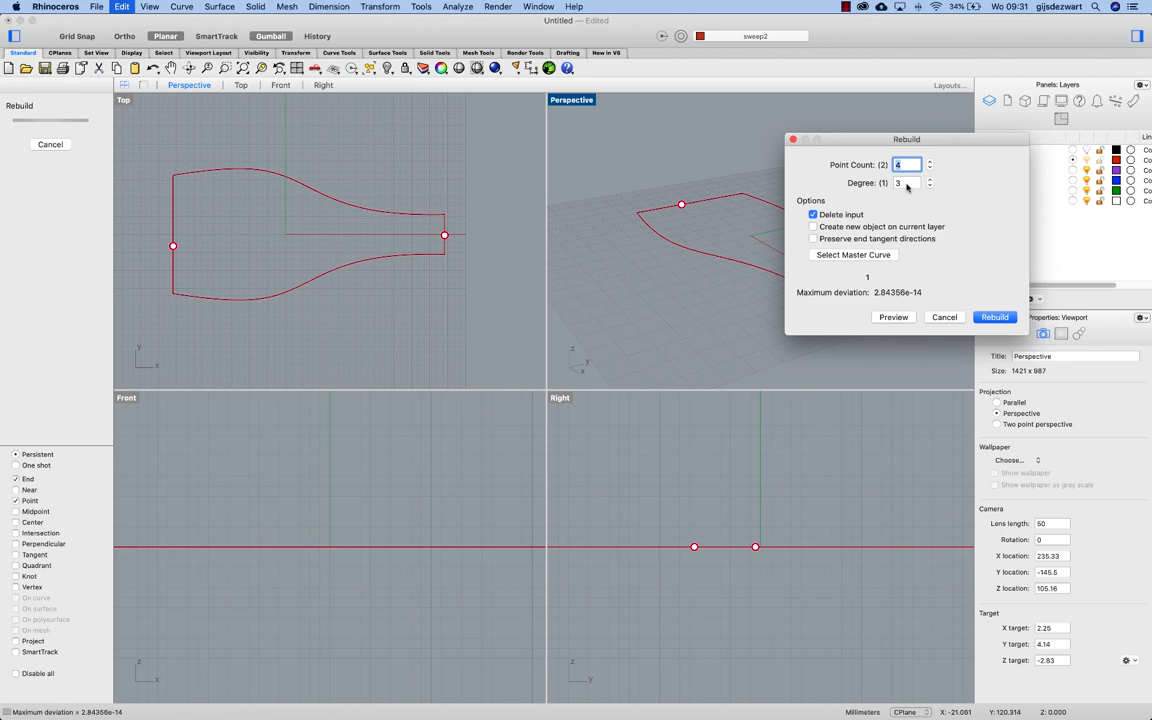 Rhinoceros File Edit View Curve Surface Solid Mesh Dimension Transform Tools Analyze Render Window Help
34% Wo 09:31 gijsdezwart
Untitled — Edited
Grid Snap Ortho Planar SmartTrack Gumball History sweep2
Standard CPlanes Set View Display Select Viewport Layout Visibility Transform Curve Tools Surface Tools Solid Tools Mesh Tools Render Tools Drafting New in V6
Perspective Top Front Right Layouts... Panels: Layers
Top
Perspective
Rebuild
Cancel
Rebuild
Point Count: (2) 4
Degree: (1) 3
Options
Delete input
Create new object on current layer
Preserve end tangent directions
Select Master Curve
1
Maximum deviation: 2.84356e-14
Preview Cancel Rebuild
Lin
Co
Co
Co
Co
Co
Co
Properties: Viewport
Title: Perspective
Size: 1421 x 987
Projection
Parallel
Perspective
Two point perspective
Wallpaper
Choose...
Show wallpaper
Show wallpaper as gray scale
Camera
Lens length: 50
Rotation: 0
X location: 235.33
Y location: -145.5
Z location: 105.16
Target
X target: 2.25
Y target: 4.14
Z target: -2.83
y
x
z
y
x
Front
Right
z
x
z
y
Persistent
One shot
End
Near
Point
Midpoint
Center
Intersection
Perpendicular
Tangent
Quadrant
Knot
Vertex
On curve
On surface
On polysurface
On mesh
Project
SmartTrack
Disable all
Maximum deviation = 2.84356e-14
Millimeters CPlane X: -21.061 Y: 120.314 Z: 0.000